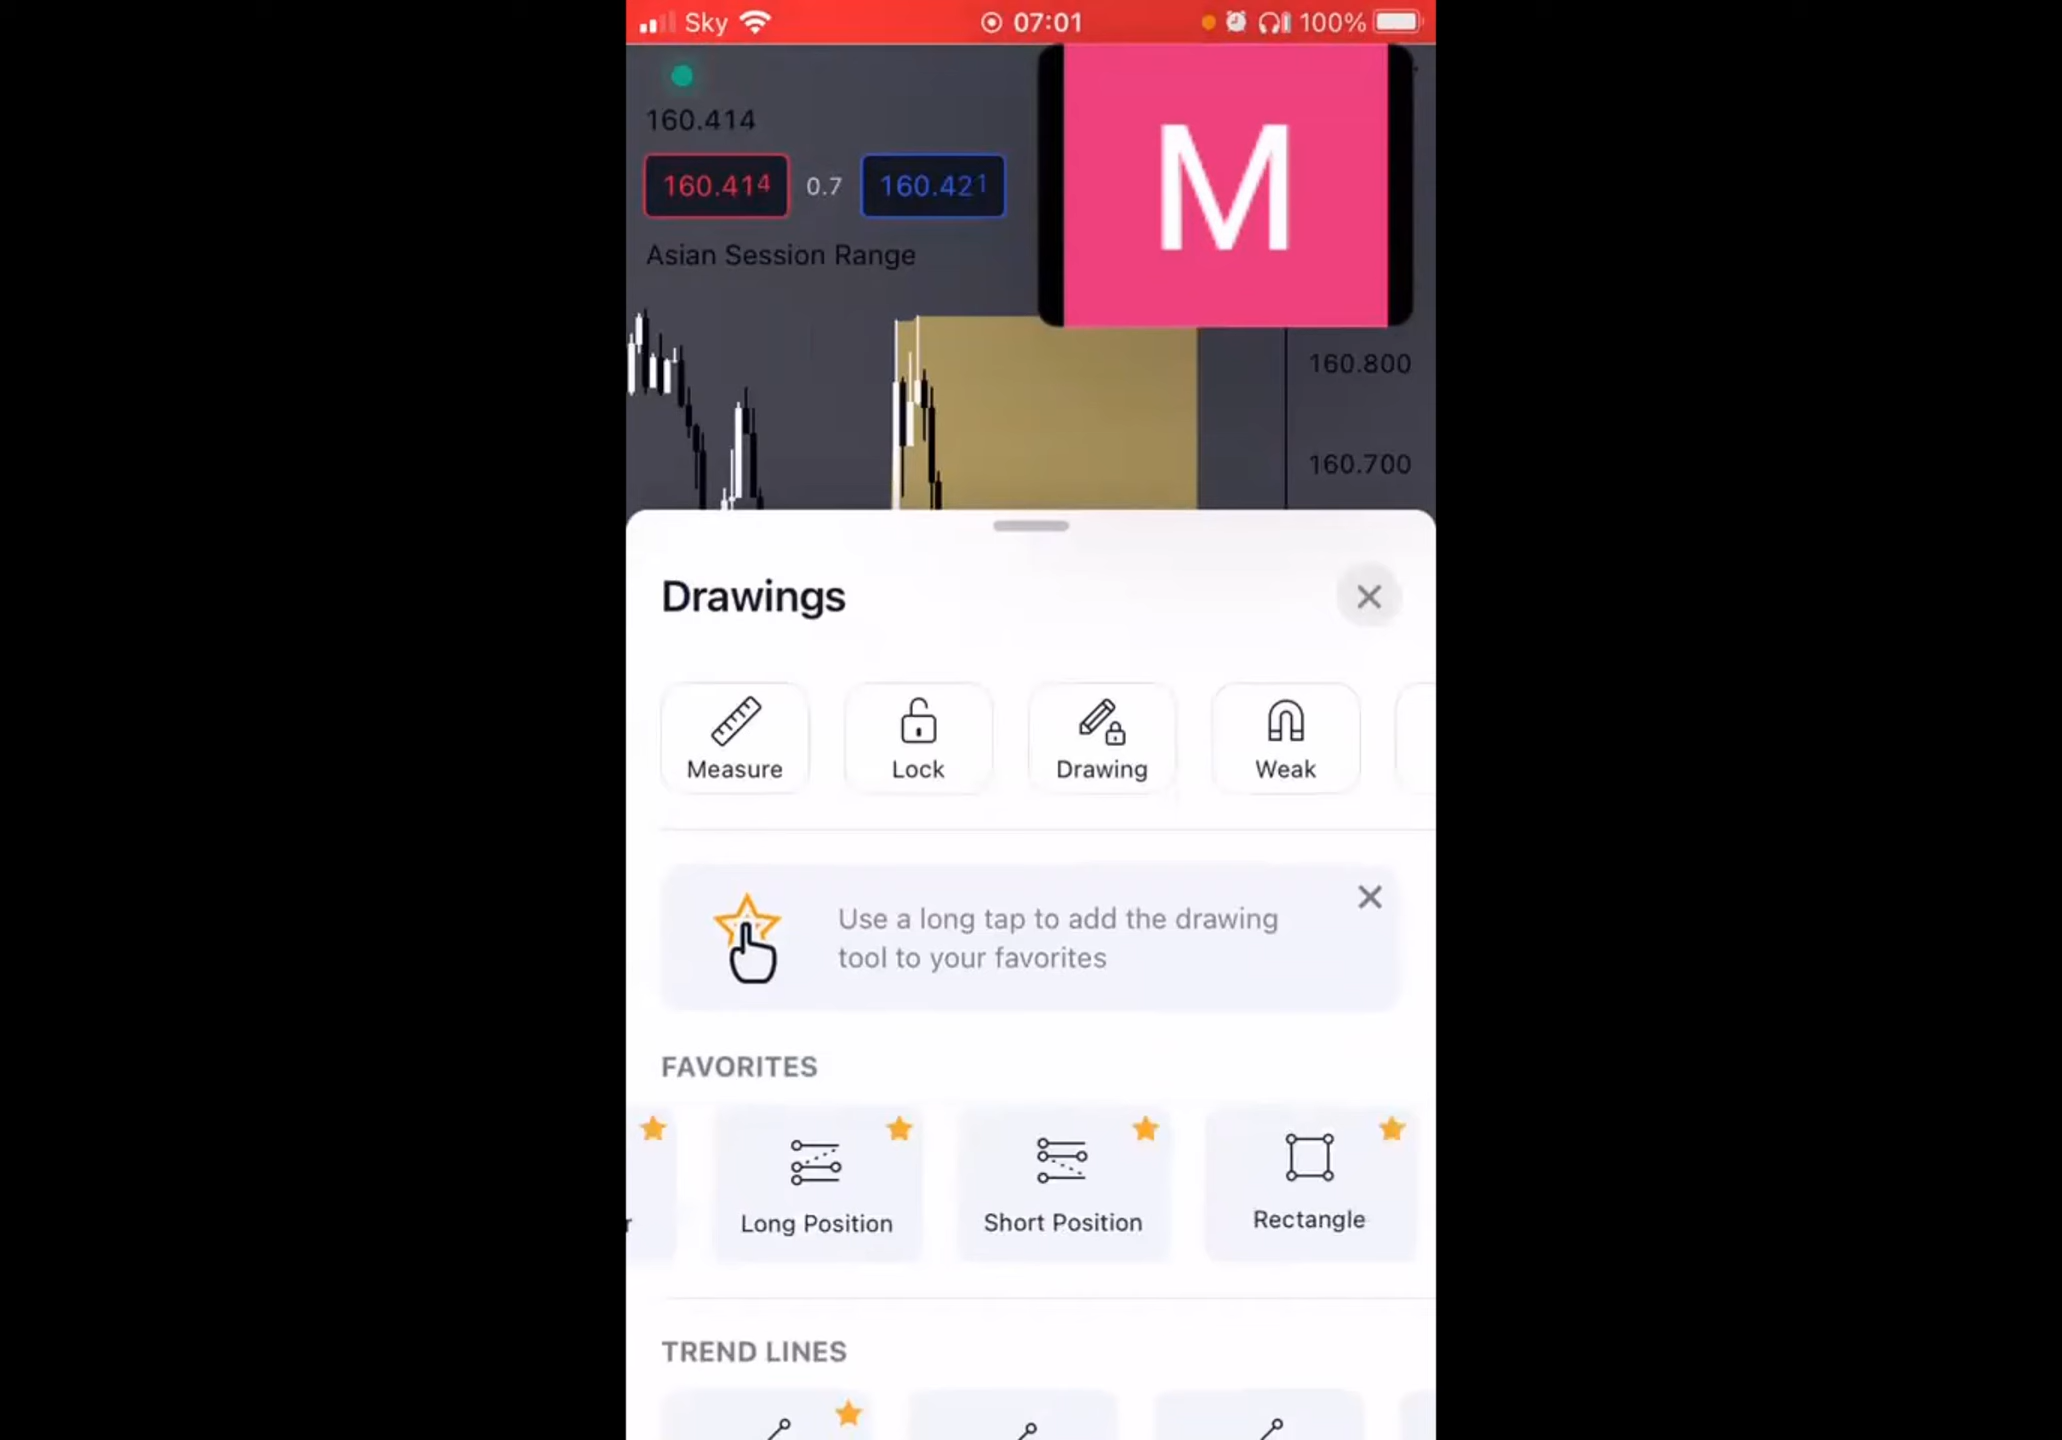 Sky 07:01 100%
160.414
160.414 0.7 160.421
Asian Session Range
M
160.800
160.700
Drawings
Measure Lock Drawing Weak
Use a long tap to add the drawing
tool to your favorites
FAVORITES
r Long Position Short Position Rectangle
TREND LINES